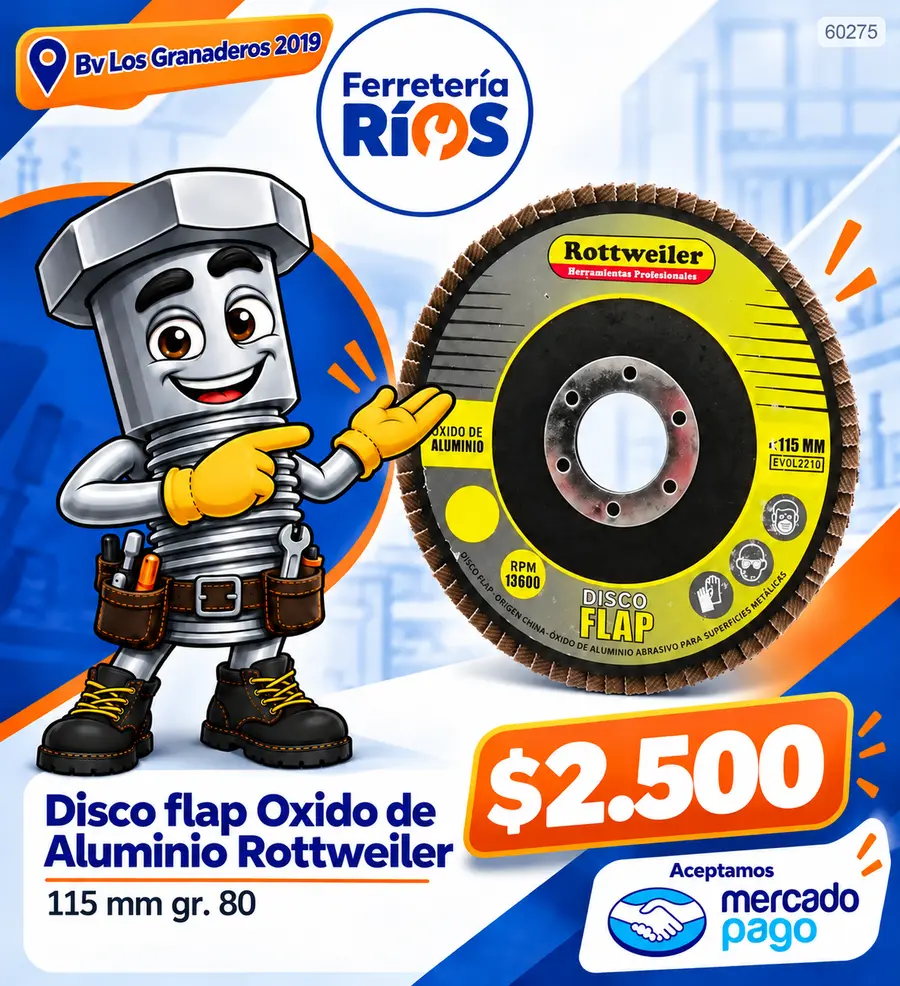 Bv Los Granaderos 2019
Ferretería
RÍOS
60275
Rottweiler
Herramientas Profesionales
OXIDO DE
ALUMINIO
115 MM
EVOL2210
RPM
13600
DISCO
FLAP
DISCO FLAP-ORIGEN CHINA-ÓXIDO DE ALUMINIO ABRASIVO PARA SUPERFICIES METÁLICAS
$2.500
Disco flap Oxido de
Aluminio Rottweiler
115 mm gr. 80
Aceptamos
mercado
pago